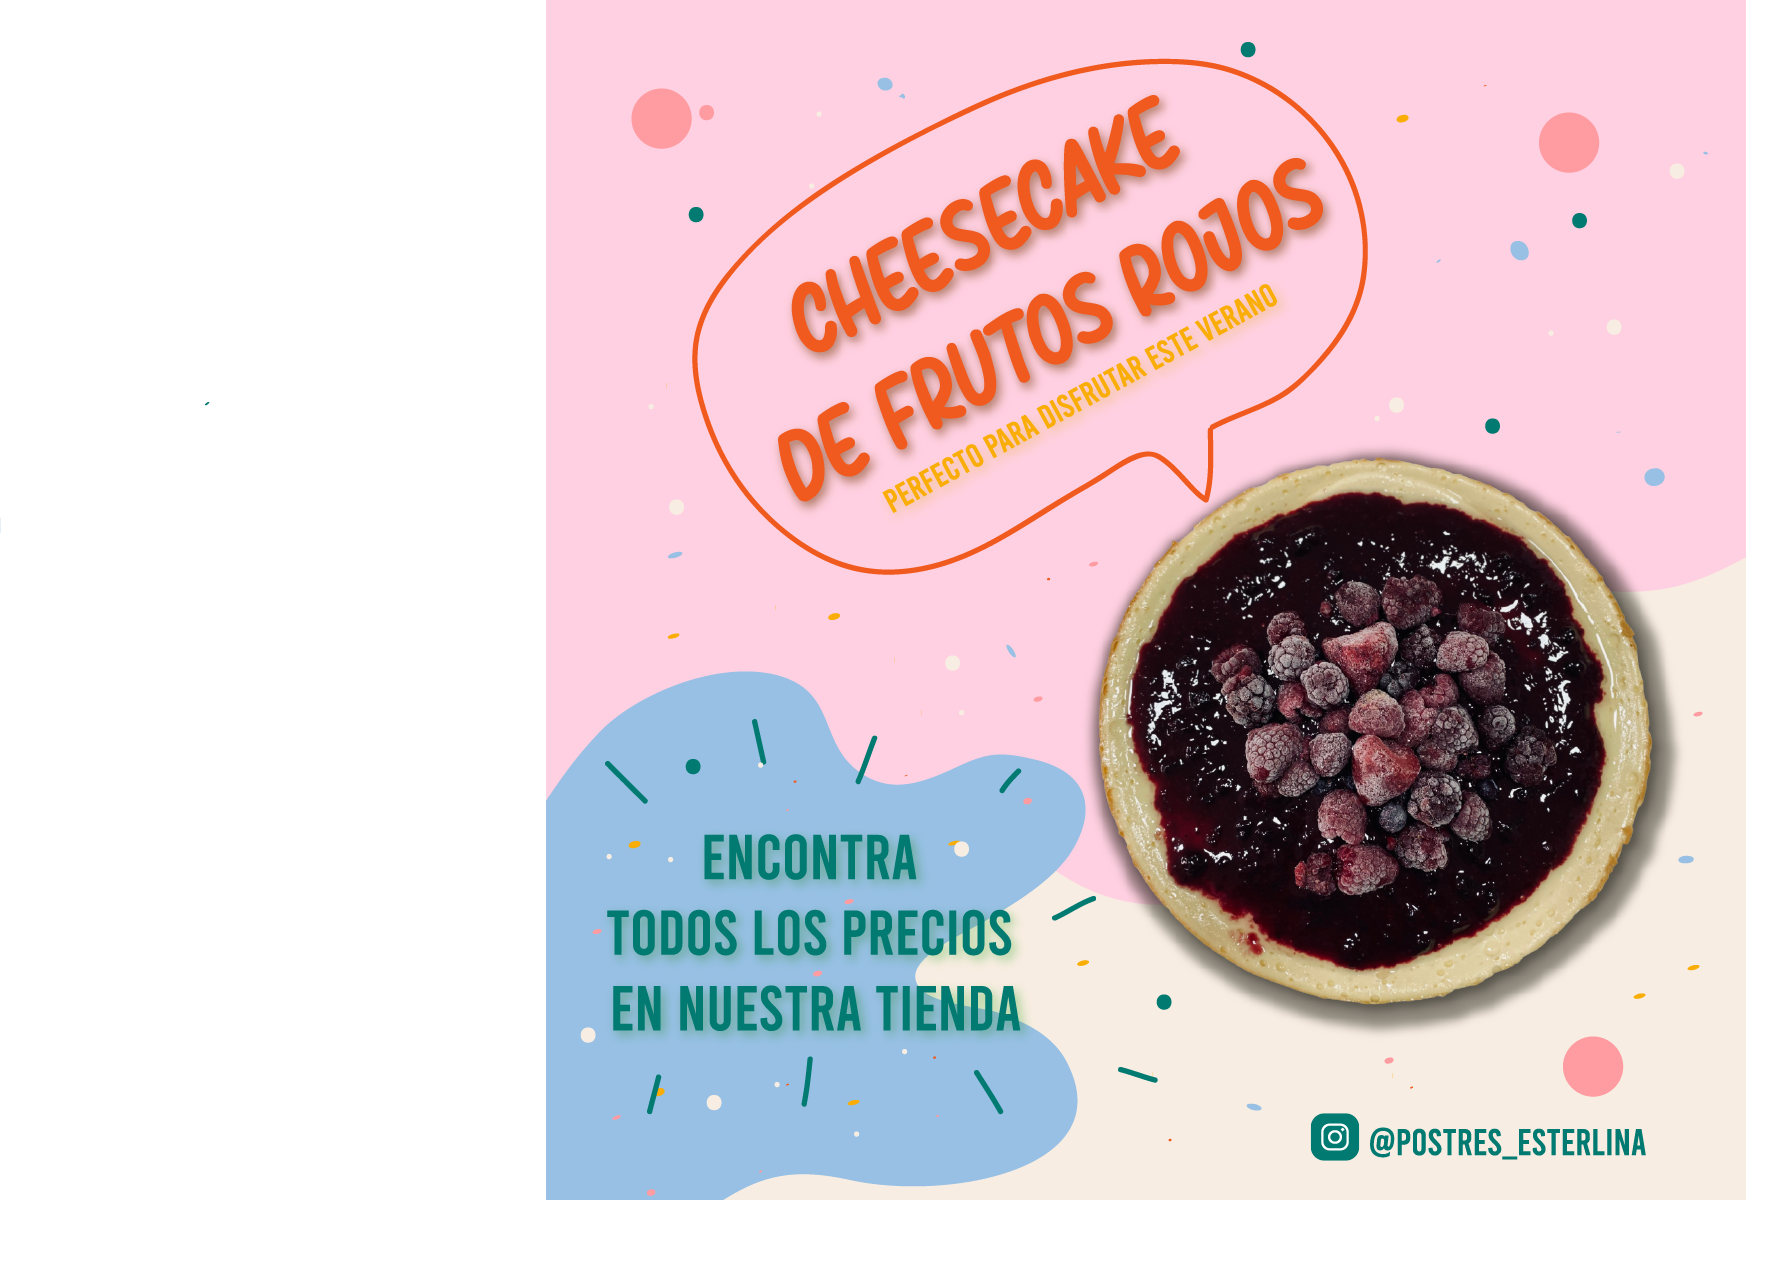 CHEESECAKE
DE FRUTOS ROJOS
PERFECTO PARA DISFRUTAR ESTE VERANO
ENCONTRA
TODOS LOS PRECIOS
EN NUESTRA TIENDA
@POSTRES_ESTERLINA